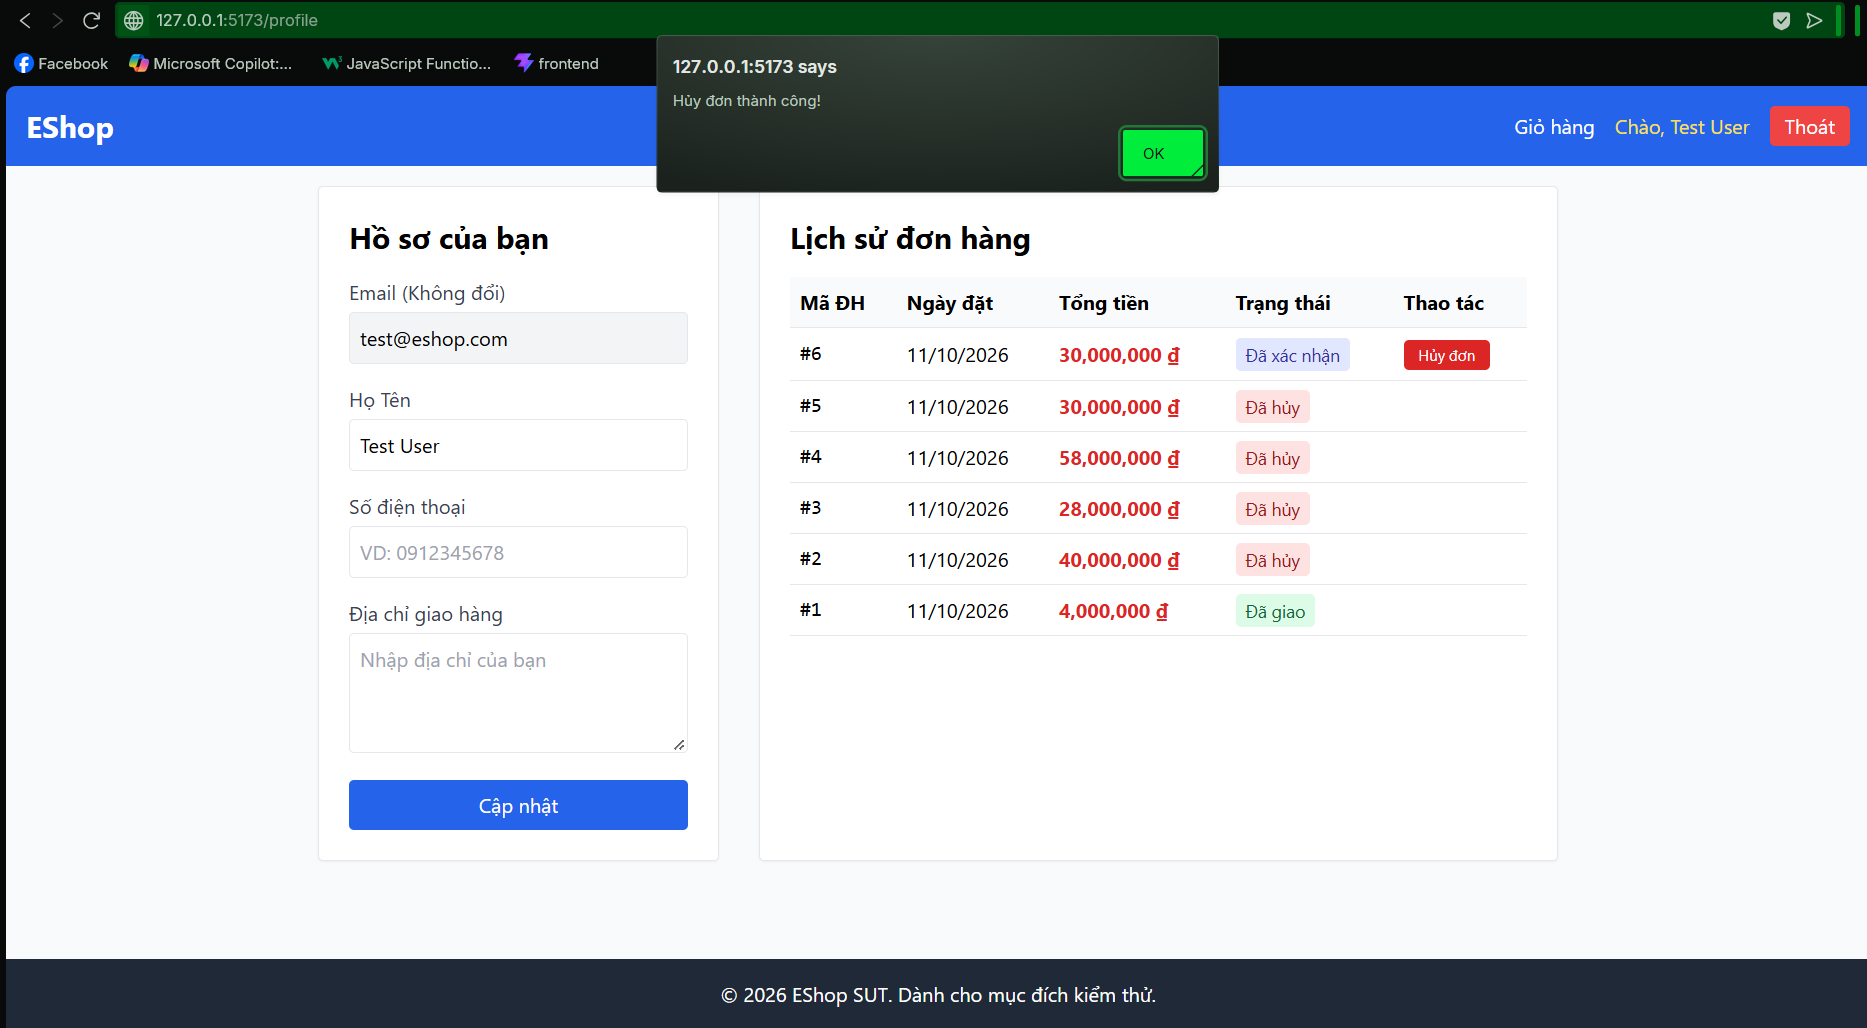 127.0.0.1:5173/profile
Facebook
Microsoft Copilot:...
JavaScript Functio...
frontend
127.0.0.1:5173 says
Hủy đơn thành công!
OK
EShop
Giỏ hàng
Chào, Test User
Thoát
Hồ sơ của bạn
Email (Không đổi)
test@eshop.com
Họ Tên
Test User
Số điện thoại
VD: 0912345678
Địa chỉ giao hàng
Nhập địa chỉ của bạn
Cập nhật
Lịch sử đơn hàng
Mã ĐH Ngày đặt Tổng tiền Trạng thái Thao tác
#6 11/10/2026 30,000,000 ₫ Đã xác nhận Hủy đơn
#5 11/10/2026 30,000,000 ₫ Đã hủy
#4 11/10/2026 58,000,000 ₫ Đã hủy
#3 11/10/2026 28,000,000 ₫ Đã hủy
#2 11/10/2026 40,000,000 ₫ Đã hủy
#1 11/10/2026 4,000,000 ₫ Đã giao
© 2026 EShop SUT. Dành cho mục đích kiểm thử.